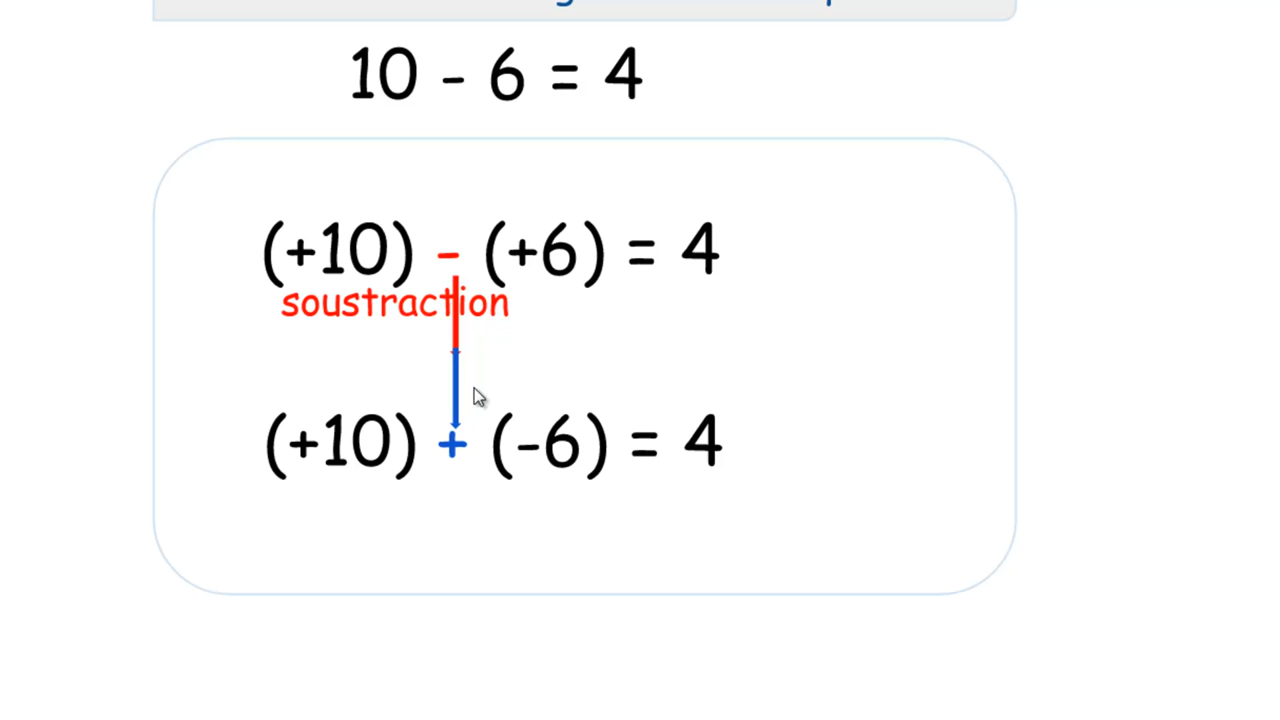 10 - 6 = 4
(+10) - (+6) = 4
soustraction
(+10) + (-6) = 4